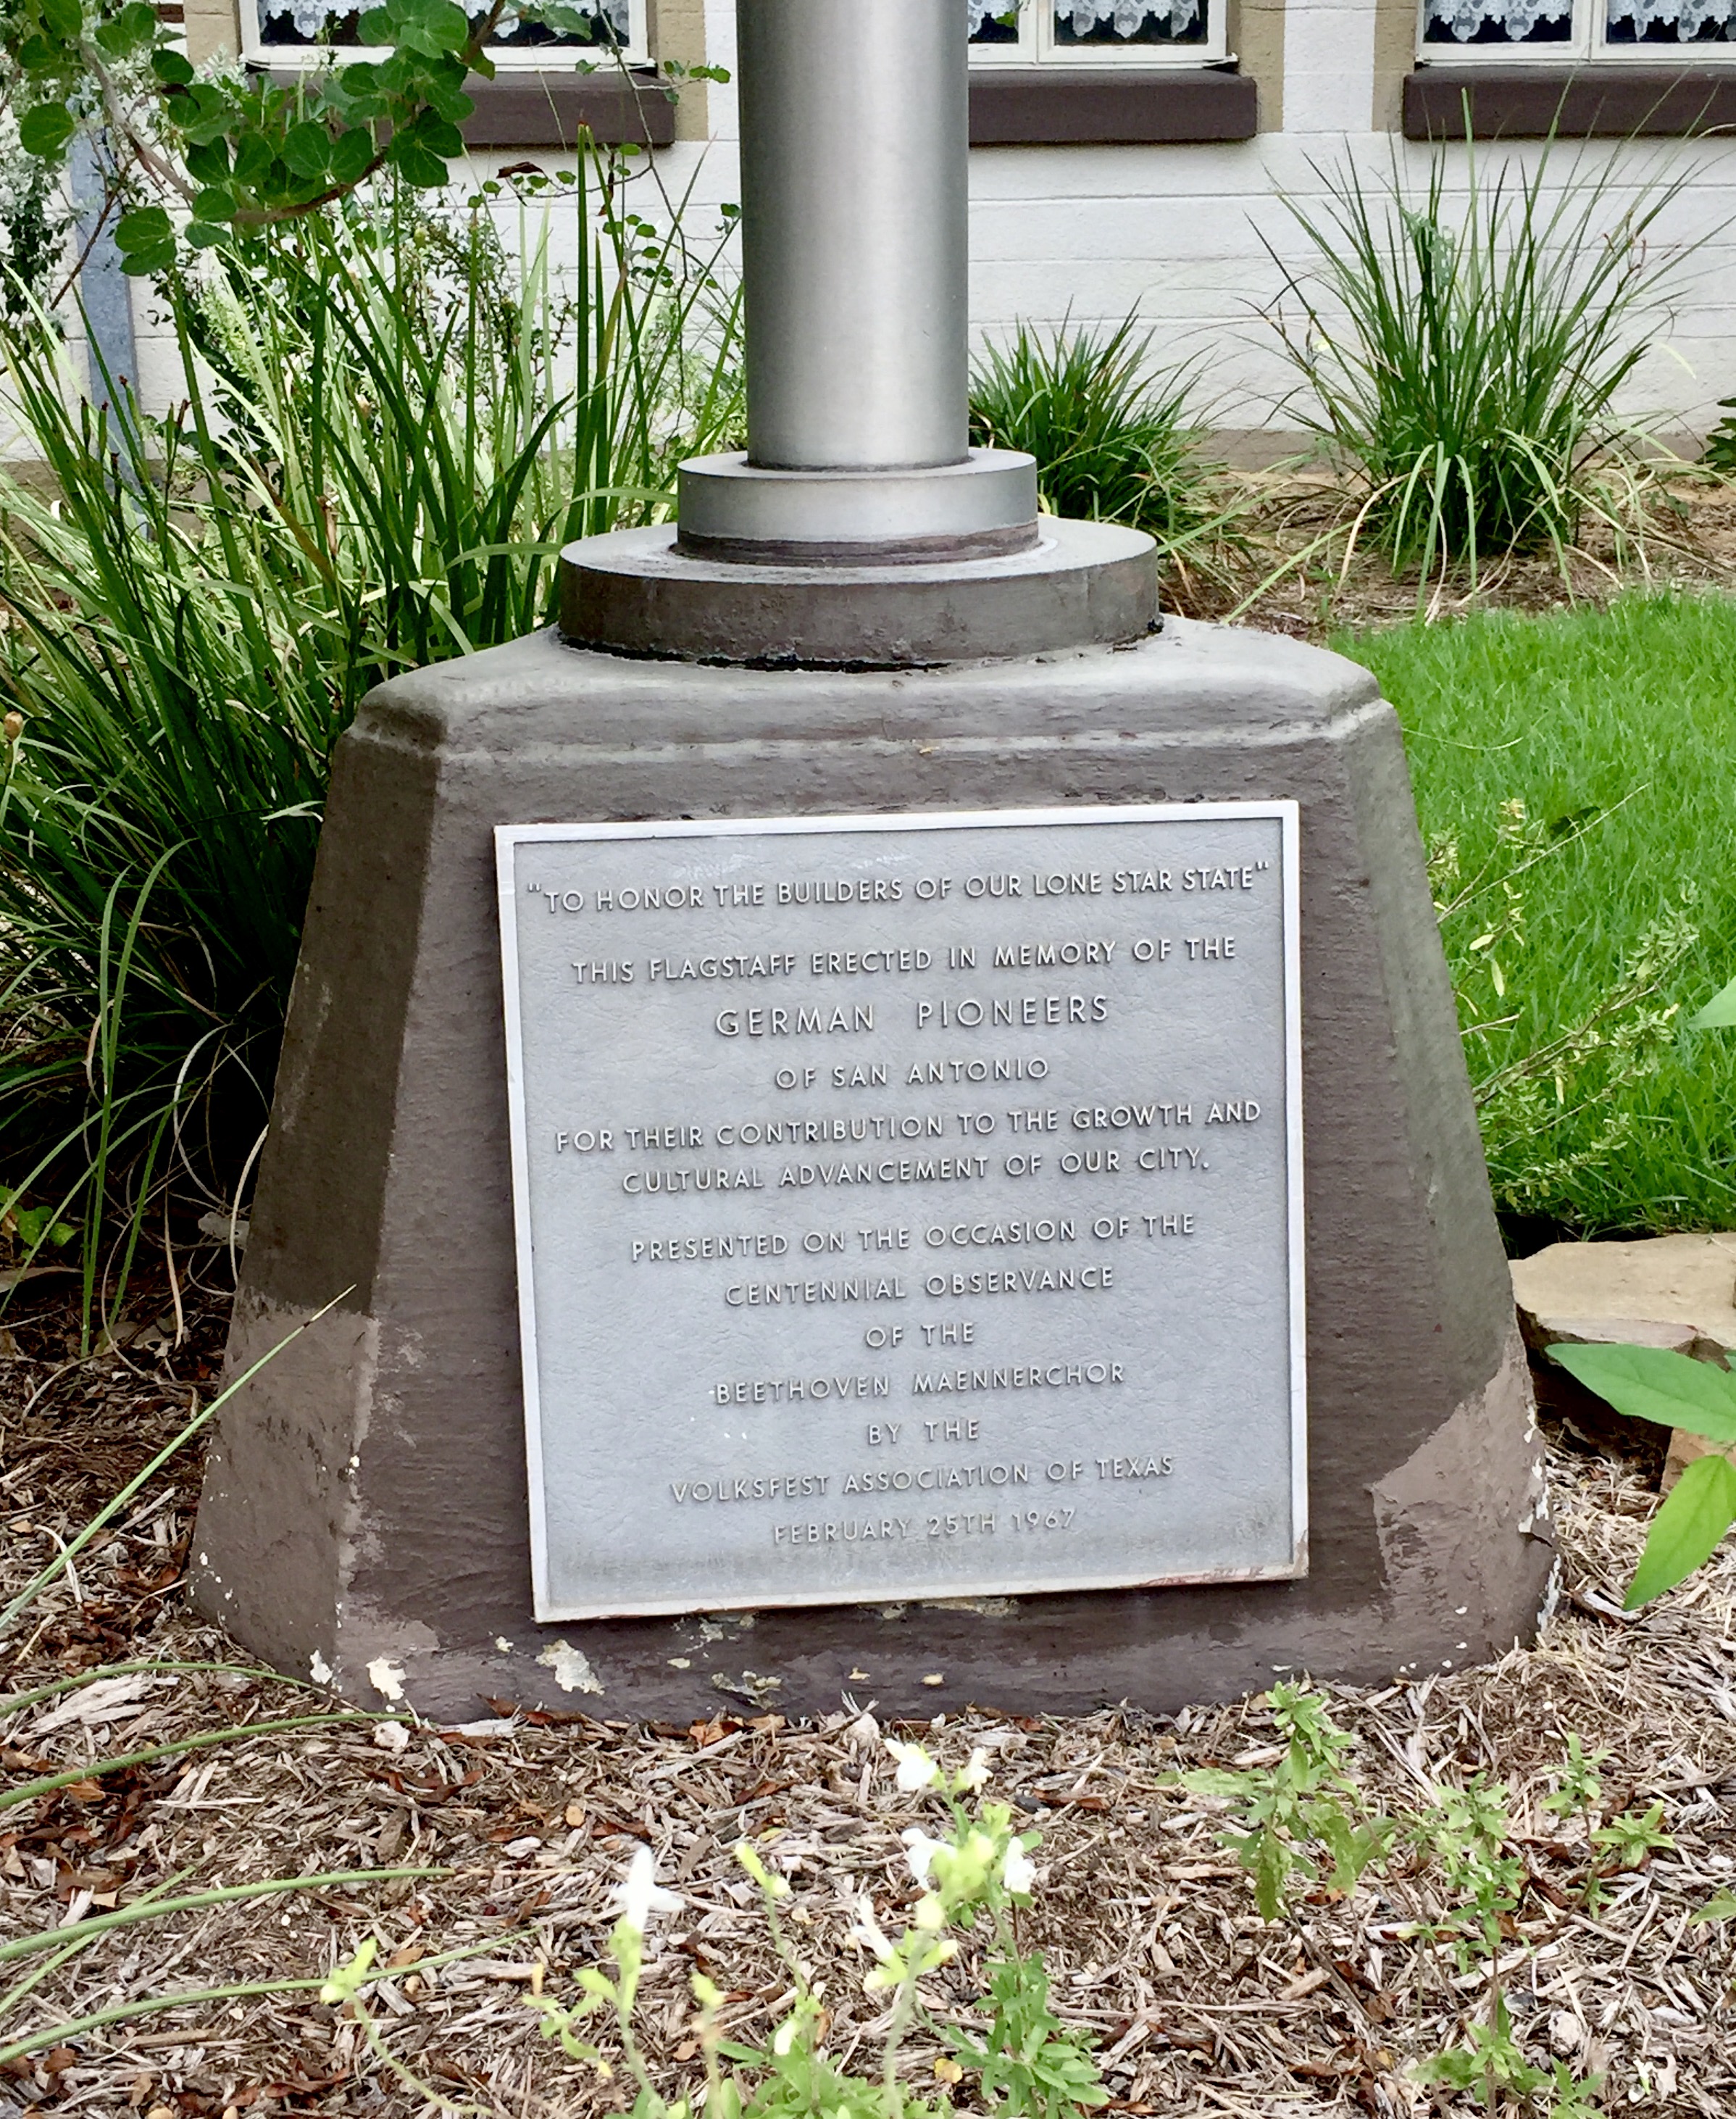 "TO HONOR THE BUILDERS OF OUR LONE STAR STATE"
THIS FLAGSTAFF ERECTED IN MEMORY OF THE
GERMAN PIONEERS
OF SAN ANTONIO
FOR THEIR CONTRIBUTION TO THE GROWTH AND
CULTURAL ADVANCEMENT OF OUR CITY.
PRESENTED ON THE OCCASION OF THE
CENTENNIAL OBSERVANCE
OF THE
BEETHOVEN MAENNERCHOR
BY THE
VOLKSFEST ASSOCIATION OF TEXAS
FEBRUARY 25TH 1967